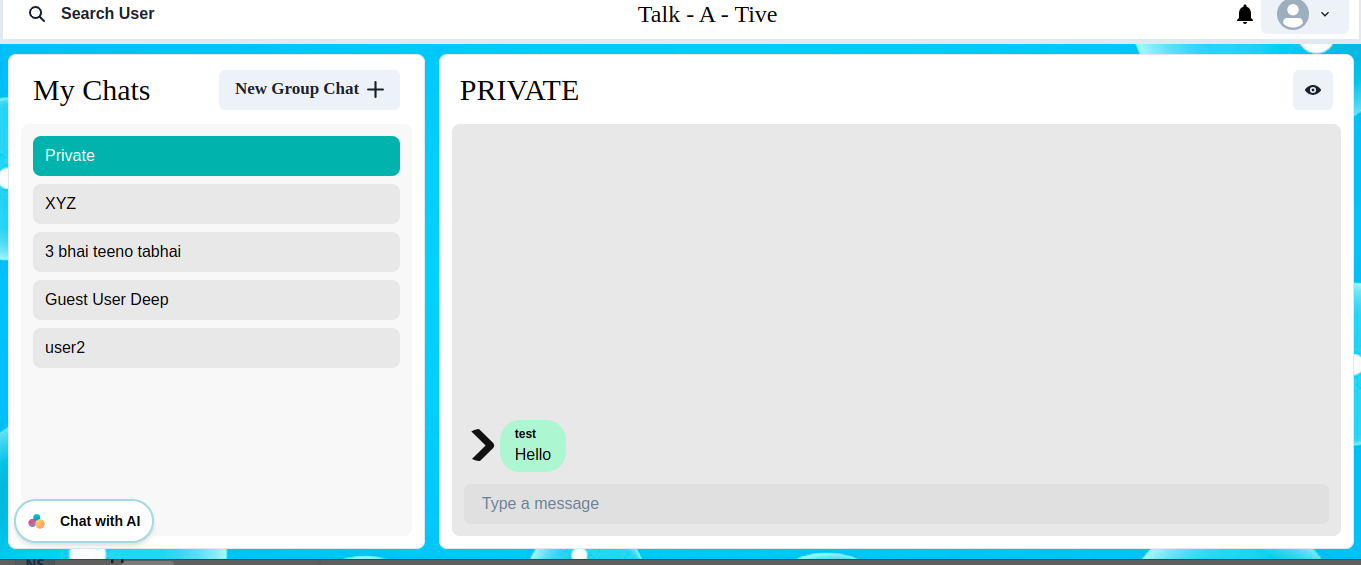 Search User
Talk - A - Tive
My Chats
New Group Chat
PRIVATE
Private
XYZ
3 bhai teeno tabhai
Guest User Deep
user2
test
Hello
Type a message
Chat with AI